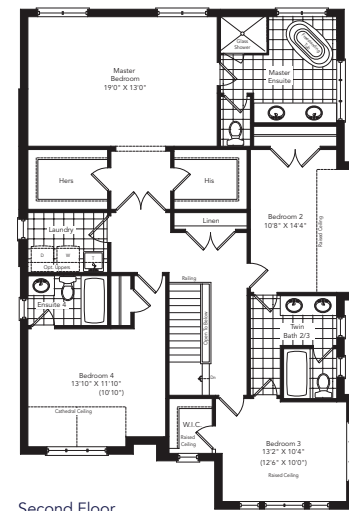 Glass
Shower
Master
Bedroom
19'0" X 13'0"
Master
Ensuite
Hers
His
Linen
Bedroom 2
10'8" X 14'4"
Raised Ceiling
Laundry
D
W
Opt. Uppers
Ensuite 4
Railing
Open To Below
Dn
Twin
Bath 2/3
Bedroom 4
13'10" X 11'10"
(10'10")
Cathedral Ceiling
W.I.C.
Raised
Ceiling
Bedroom 3
13'2" X 10'4"
(12'6" X 10'0")
Raised Ceiling
Second Floor